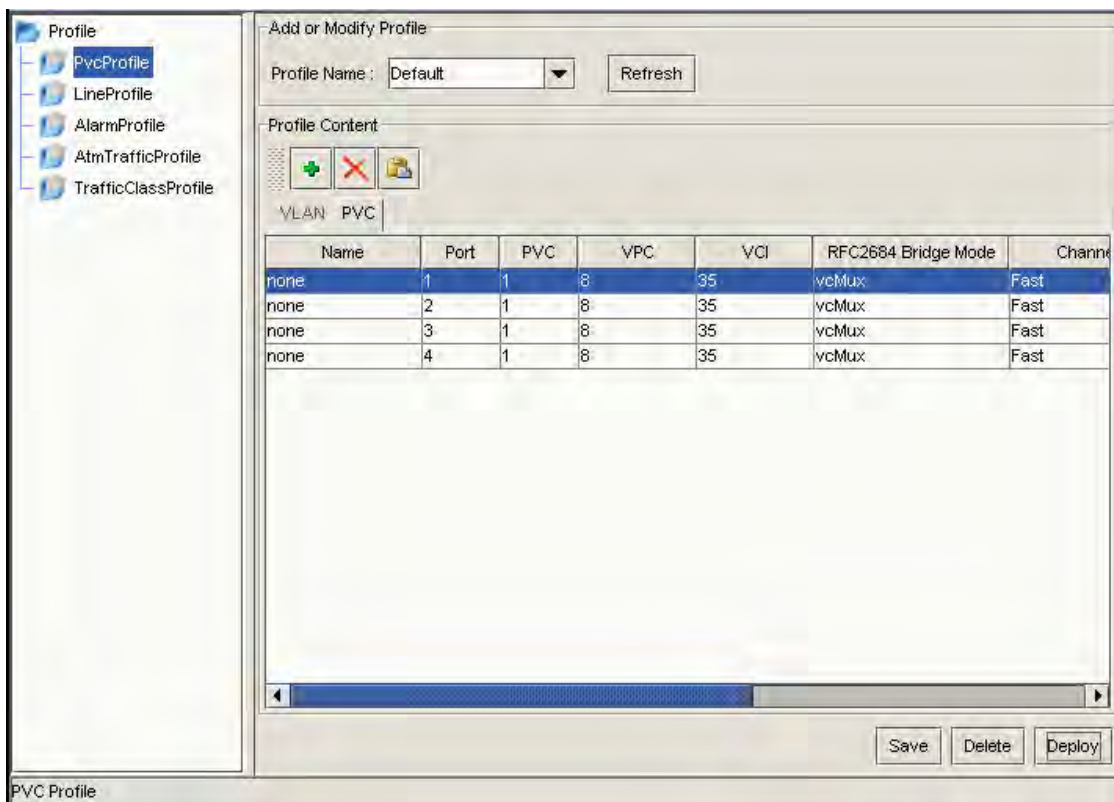 Profile
PvcProfile
LineProfile
AlarmProfile
AtmTrafficProfile
TrafficClassProfile
Add or Modify Profile
Profile Name : Default Refresh
Profile Content
VLAN PVC
Name Port PVC VPC VCI RFC2684 Bridge Mode Channe
none 1 1 8 35 vcMux Fast
none 2 1 8 35 vcMux Fast
none 3 1 8 35 vcMux Fast
none 4 1 8 35 vcMux Fast
Save Delete Deploy
PVC Profile